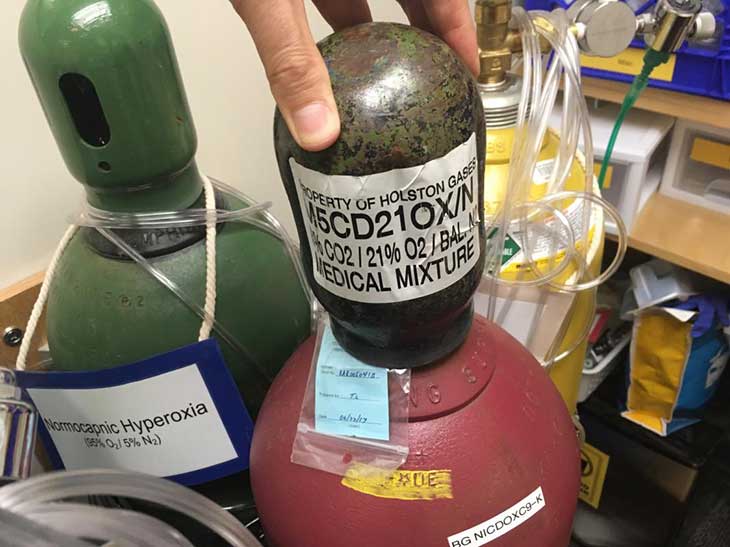 PROPERTY OF HOLSTON GASES
M5CD21OX/N
% CO2 / 21% O2 / BAL. N
MEDICAL MIXTURE
Normocapnic Hyperoxia
(95% O₂ / 5% N₂)
BG NICDOXC9-K